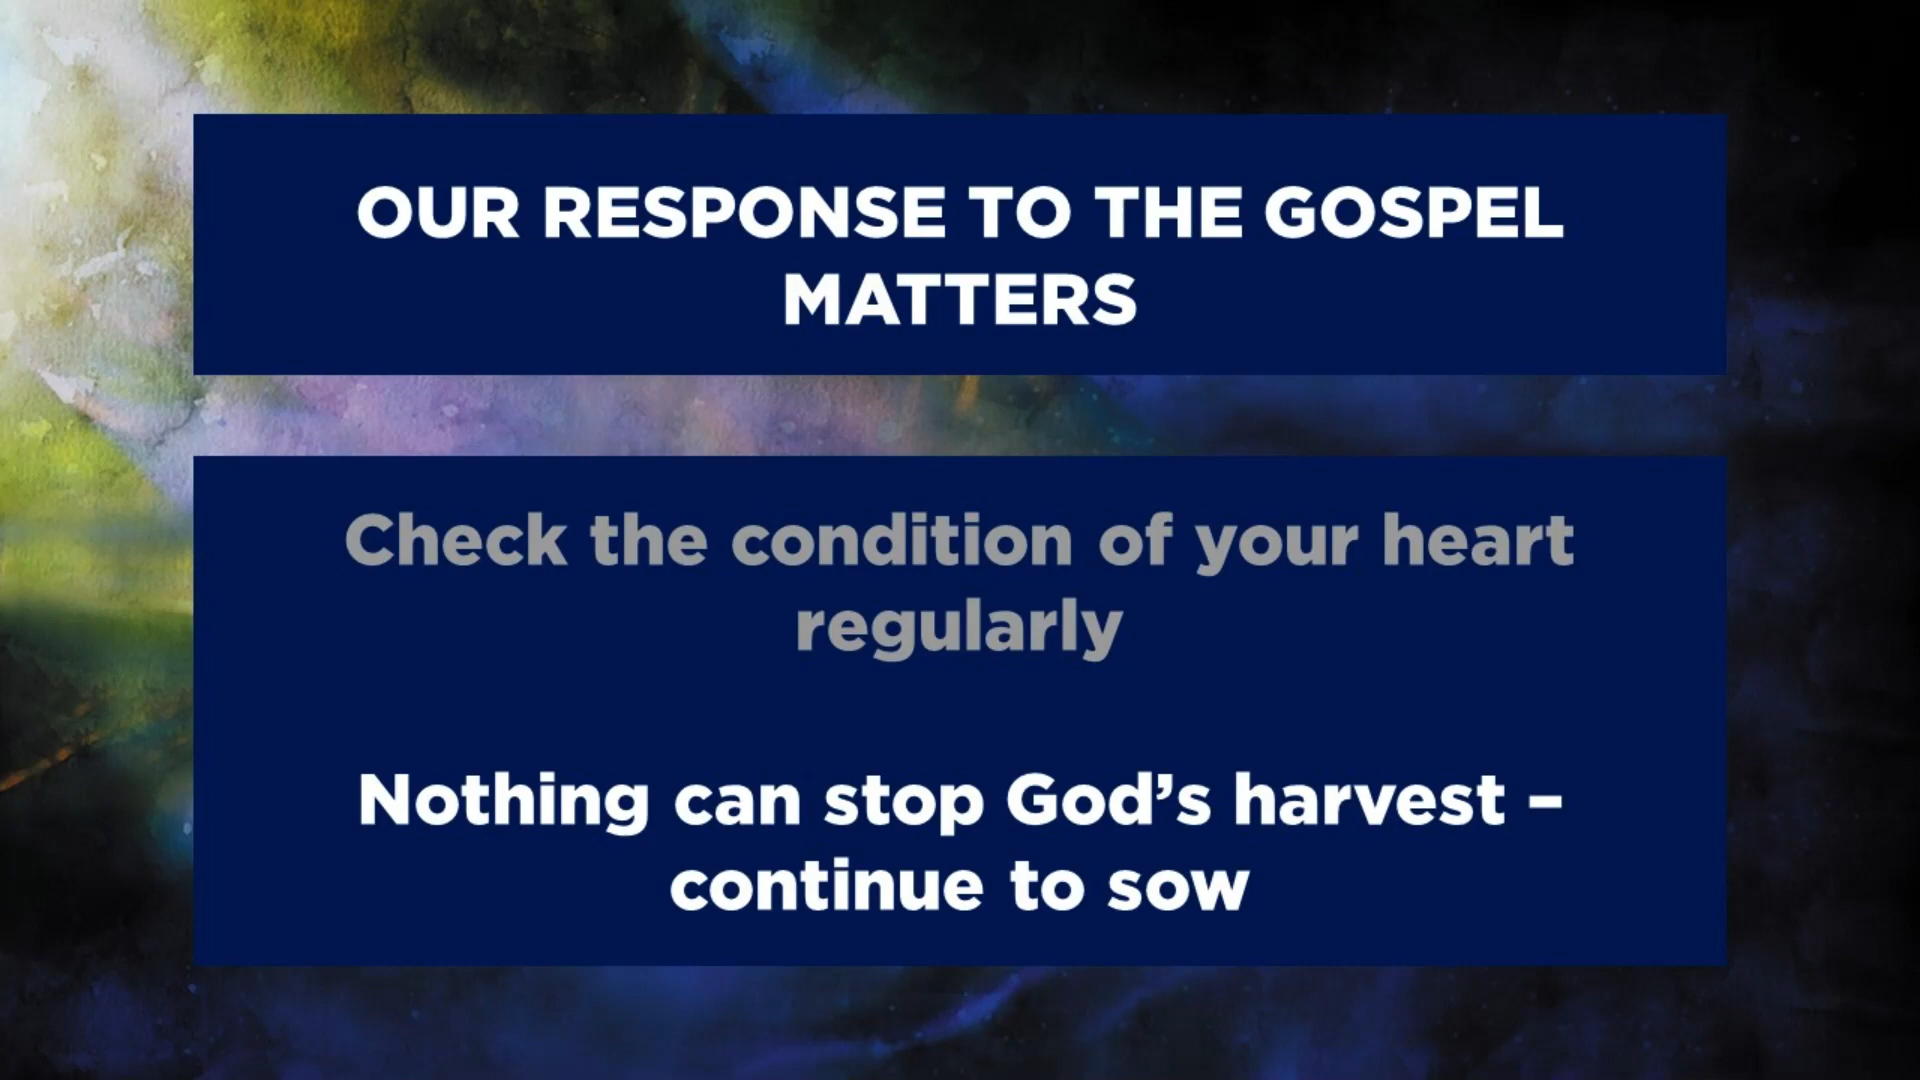 OUR RESPONSE TO THE GOSPEL
MATTERS
Check the condition of your heart
regularly
Nothing can stop God’s harvest –
continue to sow